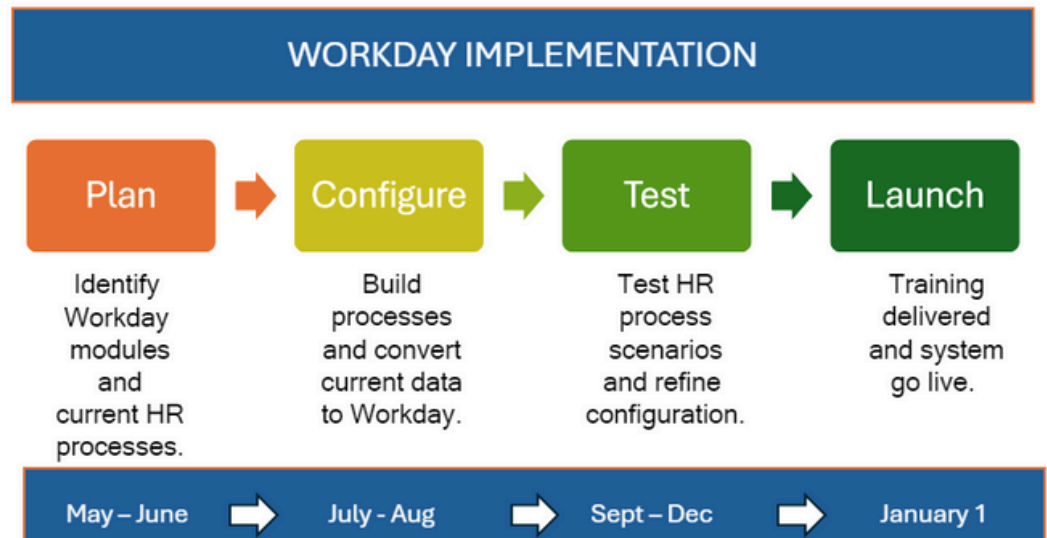 WORKDAY IMPLEMENTATION
Plan
Configure
Test
Launch
Identify
Workday
modules
and
current HR
processes.
Build
processes
and convert
current data
to Workday.
Test HR
process
scenarios
and refine
configuration.
Training
delivered
and system
go live.
May – June
July - Aug
Sept – Dec
January 1